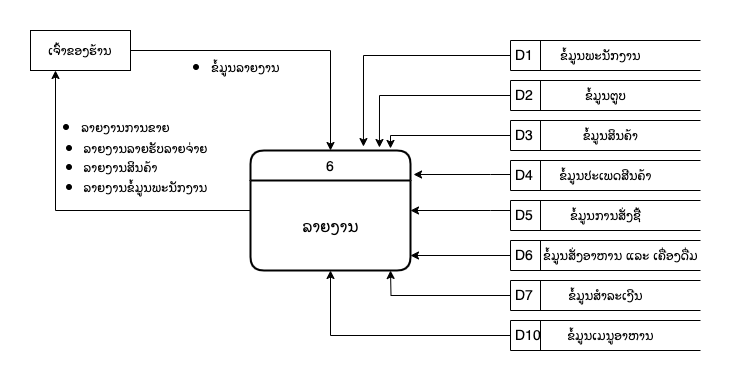 ເຈົ້າຂອງຮ້ານ
ຂໍ້ມູນລາຍງານ
ລາຍງານການຂາຍ
ລາຍງານລາຍຮັບລາຍຈ່າຍ
ລາຍງານສິນຄ້າ
ລາຍງານຂໍ້ມູນພະນັກງານ
6
ລາຍງານ
D1 ຂໍ້ມູນພະນັກງານ
D2 ຂໍ້ມູນຕູບ
D3 ຂໍ້ມູນສິນຄ້າ
D4 ຂໍ້ມູນປະເພດສິນຄ້າ
D5 ຂໍ້ມູນການສັ່ງຊື້
D6 ຂໍ້ມູນສັ່ງອາຫານ ແລະ ເຄື່ອງດື່ມ
D7 ຂໍ້ມູນສຳລະເງີນ
D10 ຂໍ້ມູນເມນູອາຫານ